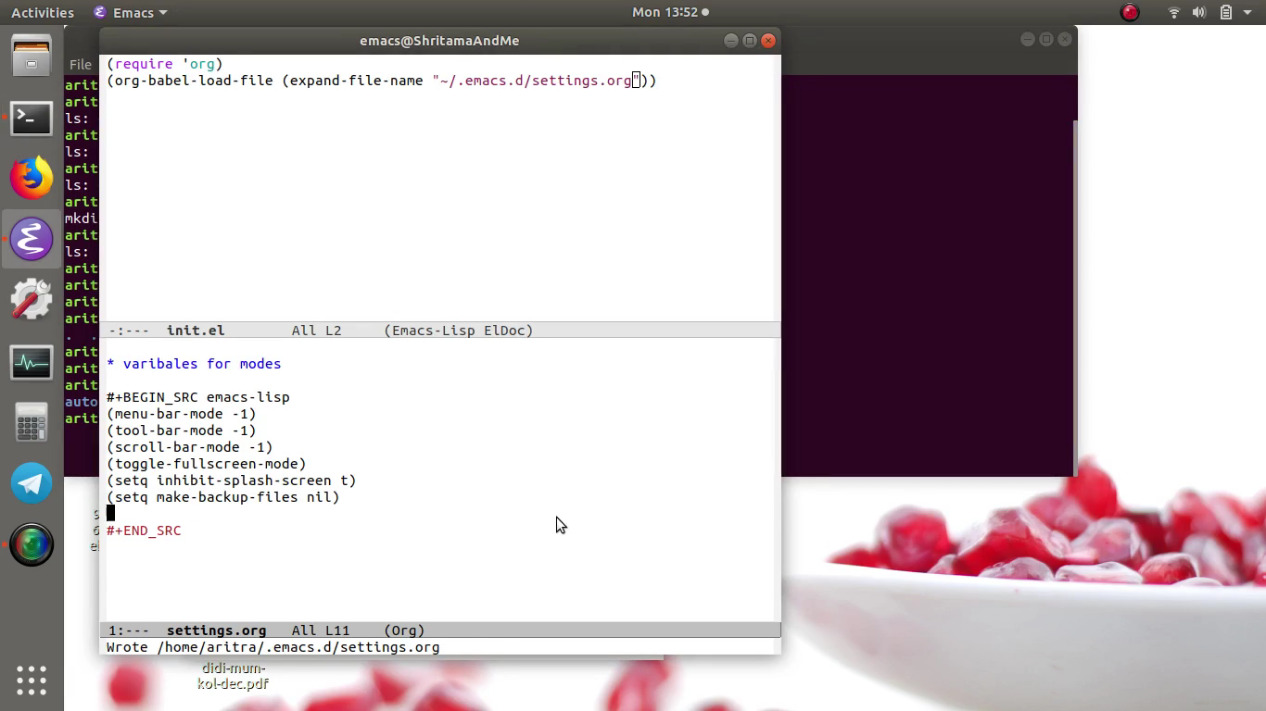 Activities Emacs Mon 13:52
emacs@ShritamaAndMe
File
(require 'org)
(org-babel-load-file (expand-file-name "~/.emacs.d/settings.org"))
arit
arit
ls:
arit
ls:
arit
ls:
arit
mkdi
arit
ls:
arit
arit
arit
arit
. .
arit
arit
arit
auto
arit
-:--- init.el All L2 (Emacs-Lisp ElDoc)
* varibales for modes
#+BEGIN_SRC emacs-lisp
(menu-bar-mode -1)
(tool-bar-mode -1)
(scroll-bar-mode -1)
(toggle-fullscreen-mode)
(setq inhibit-splash-screen t)
(setq make-backup-files nil)
#+END_SRC
1:--- settings.org All L11 (Org)
Wrote /home/aritra/.emacs.d/settings.org
didi-mum-
kol-dec.pdf